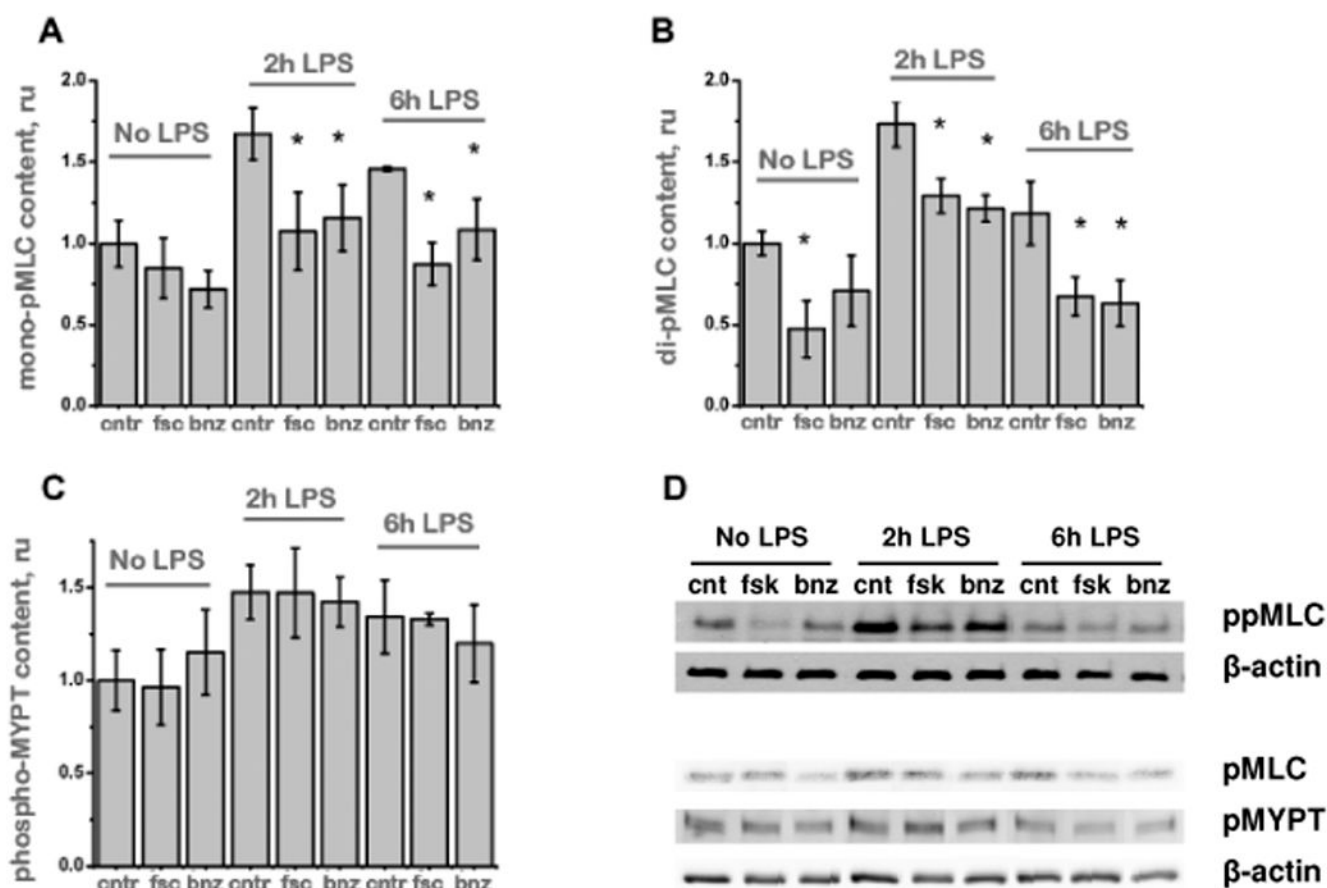 A
mono-pMLC content, ru
2.0
1.5
1.0
0.5
0.0
No LPS
2h LPS
6h LPS
* * * *
cntr fsc bnz cntr fsc bnz cntr fsc bnz
B
di-pMLC content, ru
2.0
1.5
1.0
0.5
0.0
No LPS
2h LPS
6h LPS
* * * * *
cntr fsc bnz cntr fsc bnz cntr fsc bnz
C
phospho-MYPT content, ru
1.5
1.0
0.5
0.0
No LPS
2h LPS
6h LPS
cntr fsc bnz cntr fsc bnz cntr fsc bnz
D
No LPS 2h LPS 6h LPS
cnt fsk bnz cnt fsk bnz cnt fsk bnz
ppMLC
β-actin
pMLC
pMYPT
β-actin